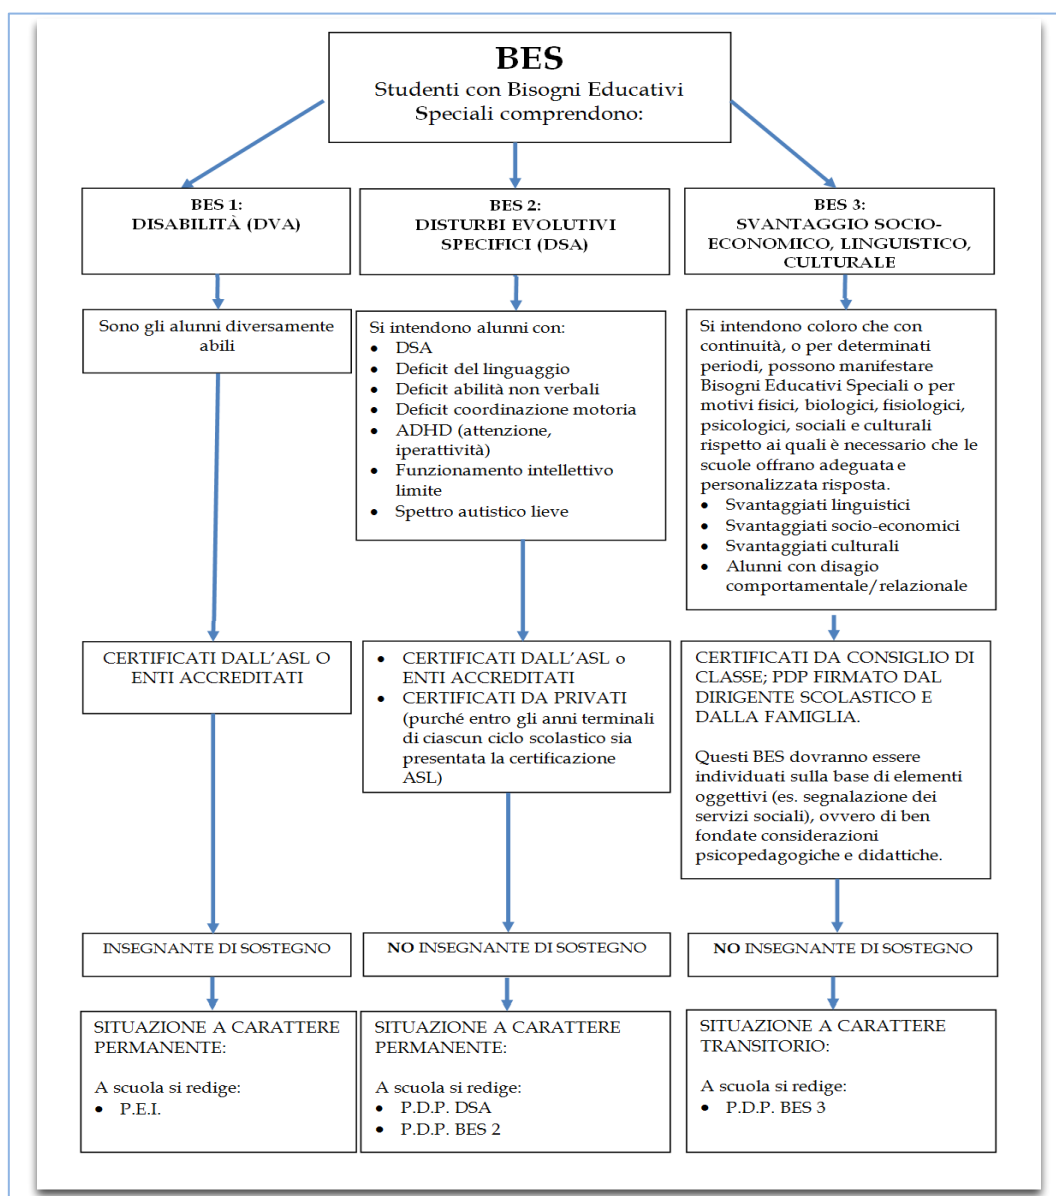 BES
Studenti con Bisogni Educativi
Speciali comprendono:
BES 1:
DISABILITÀ (DVA)
BES 2:
DISTURBI EVOLUTIVI
SPECIFICI (DSA)
BES 3:
SVANTAGGIO SOCIO-
ECONOMICO, LINGUISTICO,
CULTURALE
Sono gli alunni diversamente
abili
Si intendono alunni con:
• DSA
• Deficit del linguaggio
• Deficit abilità non verbali
• Deficit coordinazione motoria
• ADHD (attenzione,
iperattività)
• Funzionamento intellettivo
limite
• Spettro autistico lieve
Si intendono coloro che con
continuità, o per determinati
periodi, possono manifestare
Bisogni Educativi Speciali o per
motivi fisici, biologici, fisiologici,
psicologici, sociali e culturali
rispetto ai quali è necessario che le
scuole offrano adeguata e
personalizzata risposta.
• Svantaggiati linguistici
• Svantaggiati socio-economici
• Svantaggiati culturali
• Alunni con disagio
comportamentale/relazionale
CERTIFICATI DALL'ASL O
ENTI ACCREDITATI
• CERTIFICATI DALL'ASL o
ENTI ACCREDITATI
• CERTIFICATI DA PRIVATI
(purché entro gli anni terminali
di ciascun ciclo scolastico sia
presentata la certificazione
ASL)
CERTIFICATI DA CONSIGLIO DI
CLASSE; PDP FIRMATO DAL
DIRIGENTE SCOLASTICO E
DALLA FAMIGLIA.
Questi BES dovranno essere
individuati sulla base di elementi
oggettivi (es. segnalazione dei
servizi sociali), ovvero di ben
fondate considerazioni
psicopedagogiche e didattiche.
INSEGNANTE DI SOSTEGNO
NO INSEGNANTE DI SOSTEGNO
NO INSEGNANTE DI SOSTEGNO
SITUAZIONE A CARATTERE
PERMANENTE:
A scuola si redige:
• P.E.I.
SITUAZIONE A CARATTERE
PERMANENTE:
A scuola si redige:
• P.D.P. DSA
• P.D.P. BES 2
SITUAZIONE A CARATTERE
TRANSITORIO:
A scuola si redige:
• P.D.P. BES 3